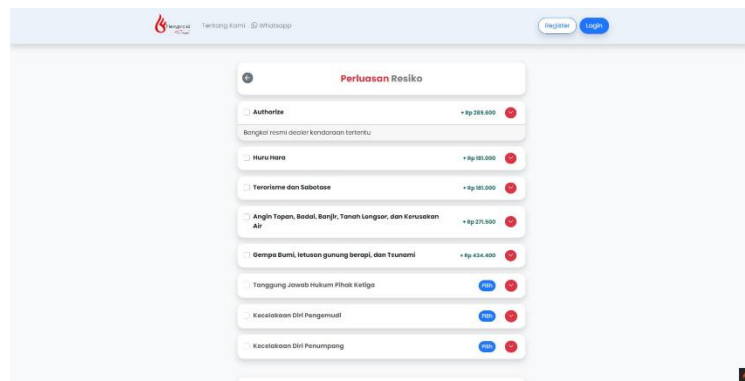 Tentang Kami
Whatsapp
Register
Login
Perluasan Resiko
Authorize
+ Rp 289.600
Bengkel resmi dealer kendaraan tertentu
Huru Hara
+ Rp 181.000
Terorisme dan Sabotase
+ Rp 181.000
Angin Topan, Badai, Banjir, Tanah Longsor, dan Kerusakan
Air
+ Rp 271.500
Gempa Bumi, letusan gunung berapi, dan Tsunami
+ Rp 434.400
Tanggung Jawab Hukum Pihak Ketiga
Pilih
Kecelakaan Diri Pengemudi
Pilih
Kecelakaan Diri Penumpang
Pilih